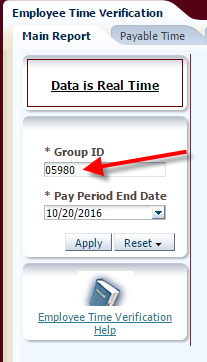 Employee Time Verification
Main Report
Payable Time
Data is Real Time
* Group ID
05980
* Pay Period End Date
10/20/2016
Apply
Reset
Employee Time Verification
Help